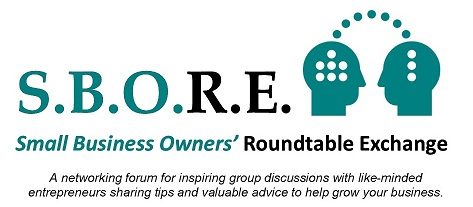 S.B.O.R.E.
Small Business Owners' Roundtable Exchange
A networking forum for inspiring group discussions with like-minded
entrepreneurs sharing tips and valuable advice to help grow your business.